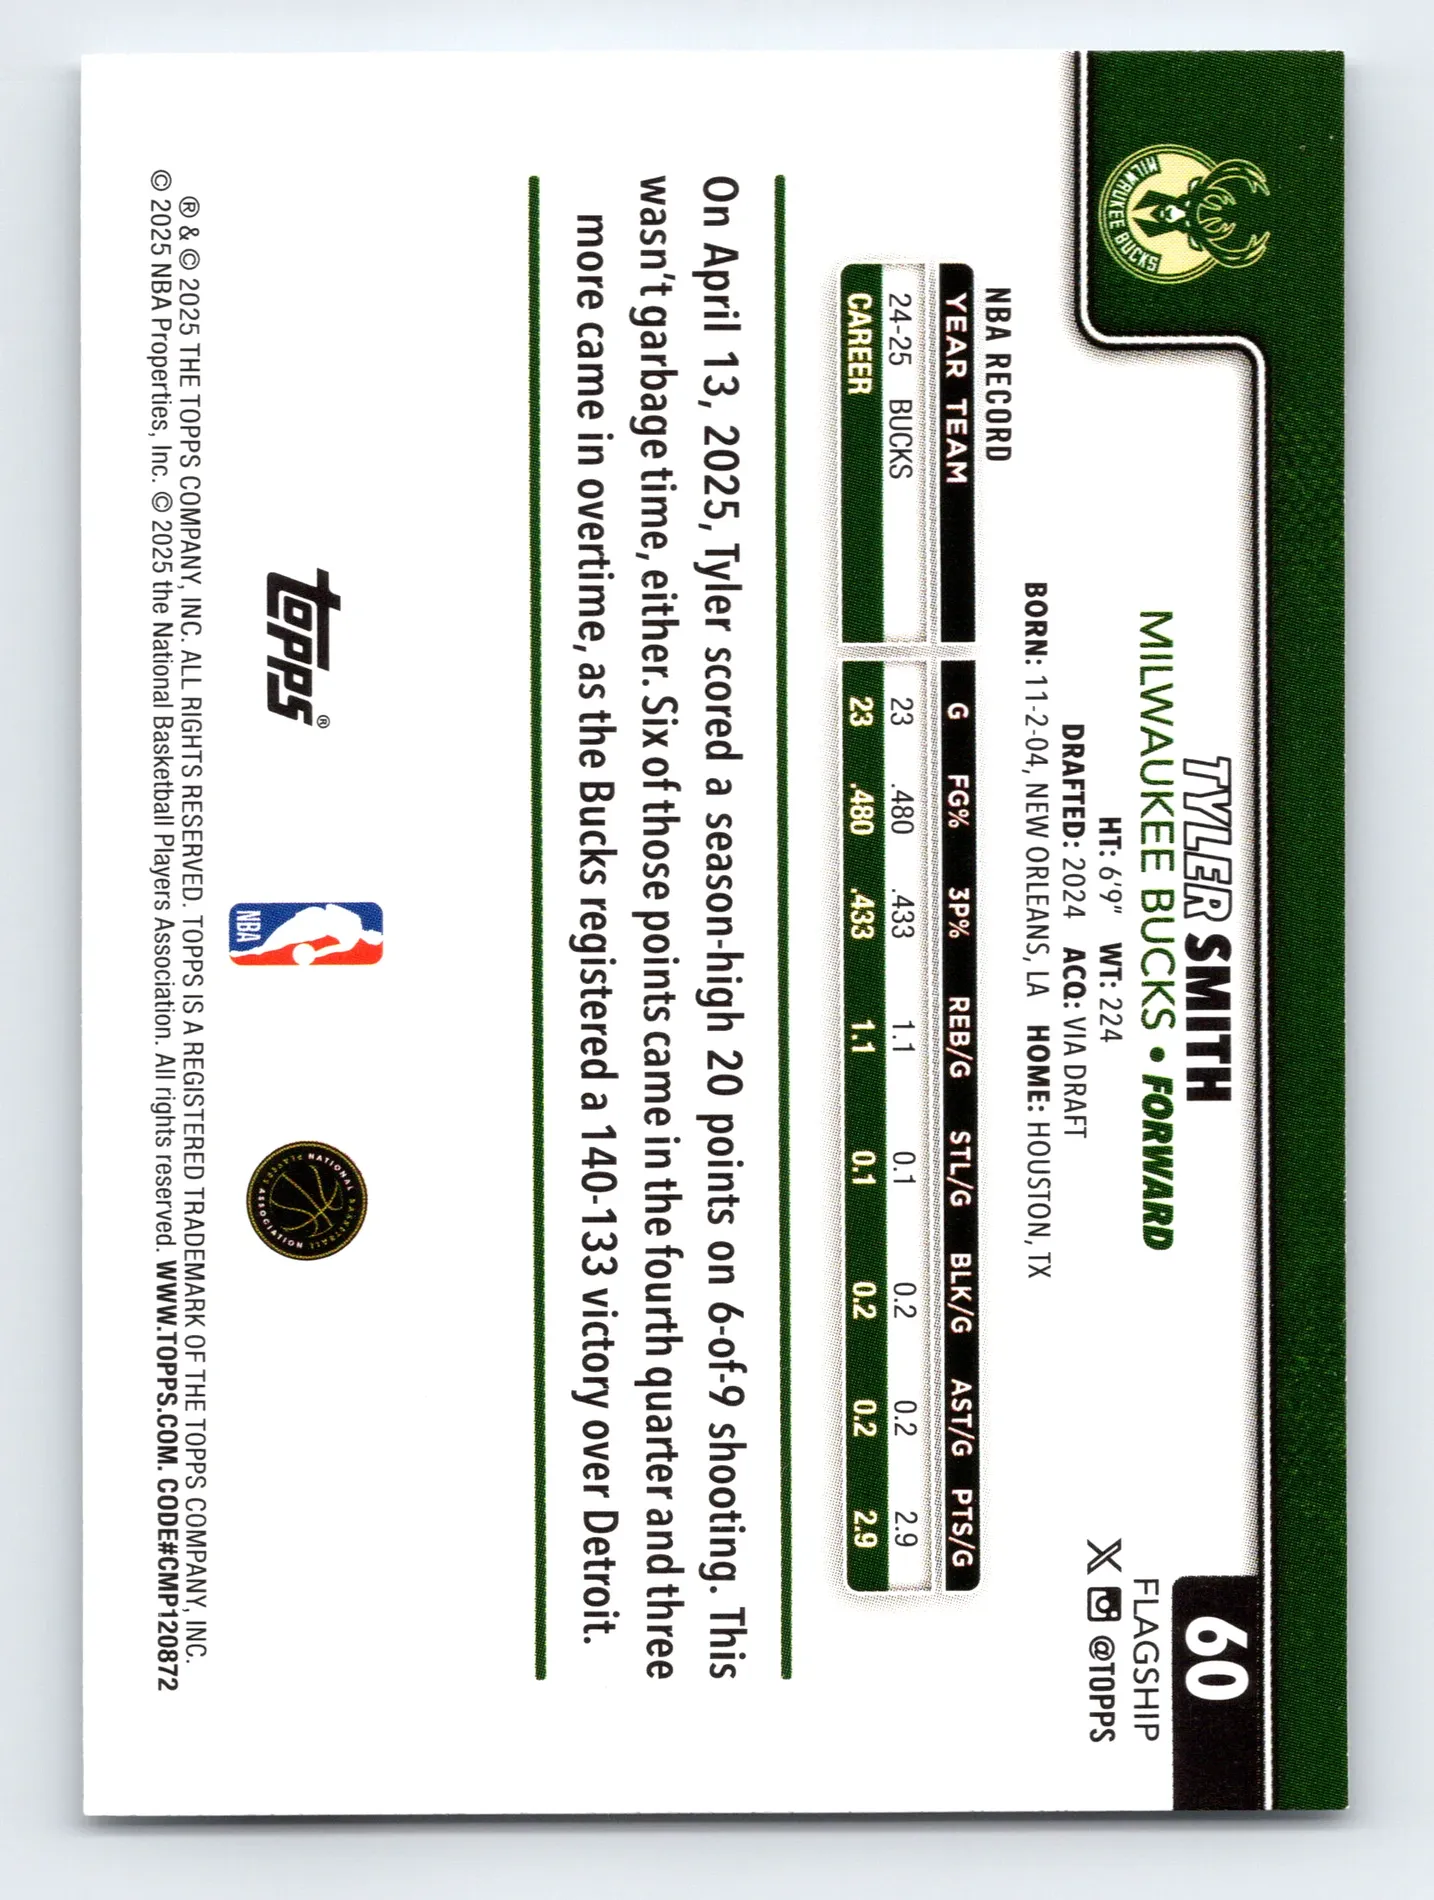 MILWAUKEE BUCKS
60
TYLER SMITH
MILWAUKEE BUCKS • FORWARD
FLAGSHIP
HT: 6'9" WT: 224
@TOPPS
DRAFTED: 2024 ACQ: VIA DRAFT
BORN: 11-2-04, NEW ORLEANS, LA HOME: HOUSTON, TX
NBA RECORD
YEAR TEAM G FG% 3P% REB/G STL/G BLK/G AST/G PTS/G
24-25 BUCKS 23 .480 .433 1.1 0.1 0.2 0.2 2.9
CAREER 23 .480 .433 1.1 0.1 0.2 0.2 2.9
On April 13, 2025, Tyler scored a season-high 20 points on 6-of-9 shooting. This
wasn't garbage time, either. Six of those points came in the fourth quarter and three
more came in overtime, as the Bucks registered a 140-133 victory over Detroit.
topps®
NBA
NATIONAL BASKETBALL PLAYERS ASSOCIATION
® & © 2025 THE TOPPS COMPANY, INC. ALL RIGHTS RESERVED. TOPPS IS A REGISTERED TRADEMARK OF THE TOPPS COMPANY, INC.
© 2025 NBA Properties, Inc. © 2025 the National Basketball Players Association. All rights reserved. WWW.TOPPS.COM. CODE#CMP120872